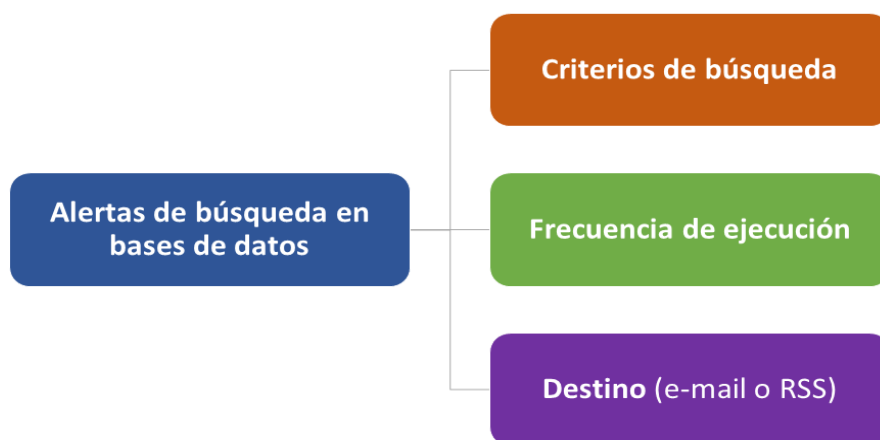 Criterios de búsqueda
Alertas de búsqueda en
bases de datos
Frecuencia de ejecución
Destino (e-mail o RSS)